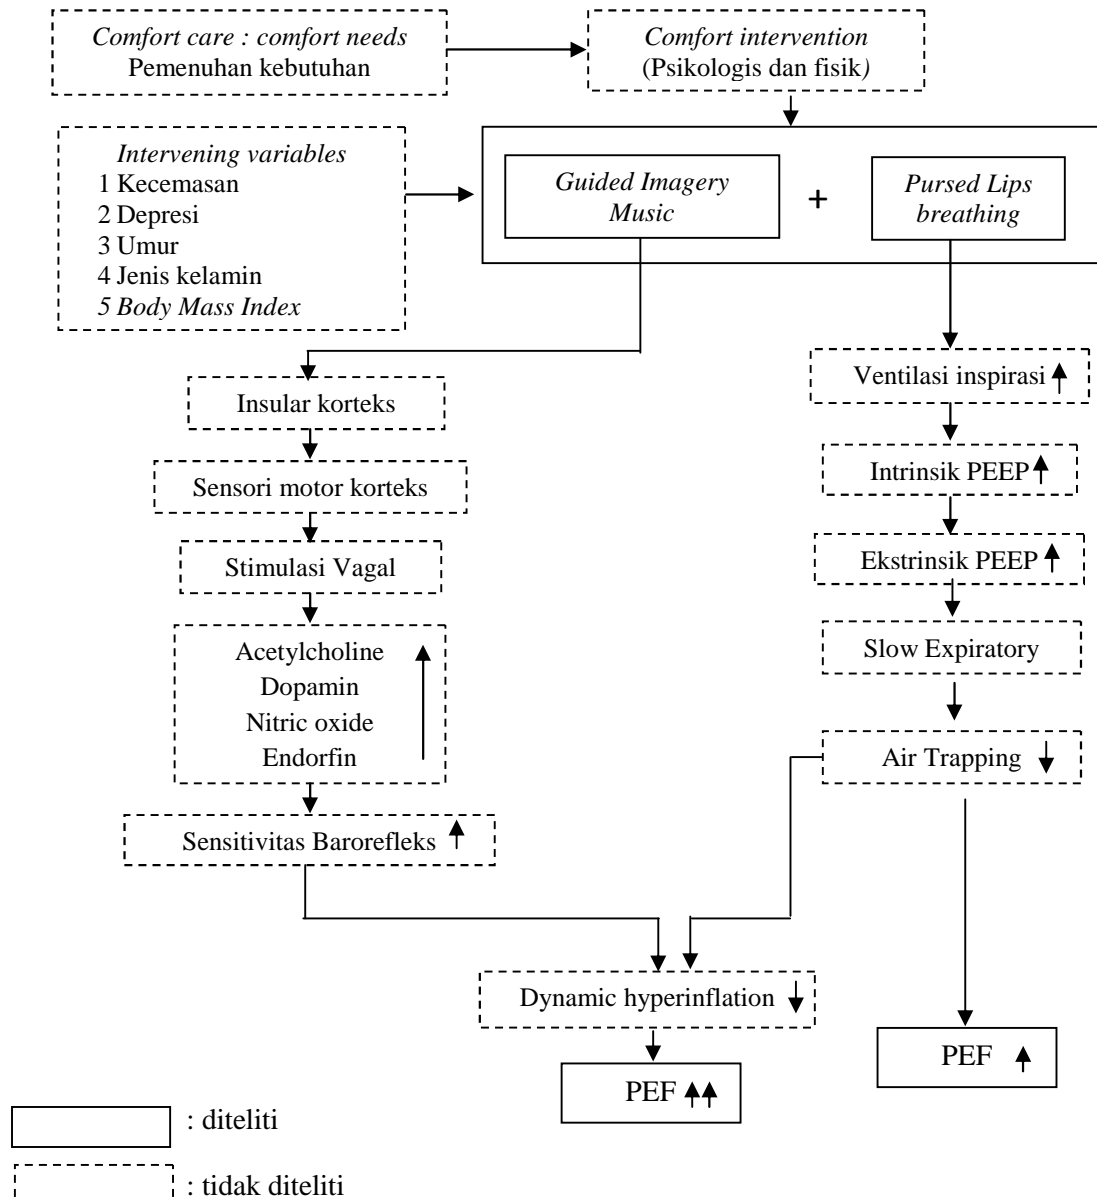 Comfort care : comfort needs
Pemenuhan kebutuhan
Comfort intervention
(Psikologis dan fisik)
Intervening variables
1 Kecemasan
2 Depresi
3 Umur
4 Jenis kelamin
5 Body Mass Index
Guided Imagery
Music
+
Pursed Lips
breathing
Insular korteks
Sensori motor korteks
Stimulasi Vagal
Acetylcholine
Dopamin
Nitric oxide
Endorfin
Sensitivitas Barorefleks
Ventilasi inspirasi
Intrinsik PEEP
Ekstrinsik PEEP
Slow Expiratory
Air Trapping
Dynamic hyperinflation
PEF
PEF
: diteliti
: tidak diteliti